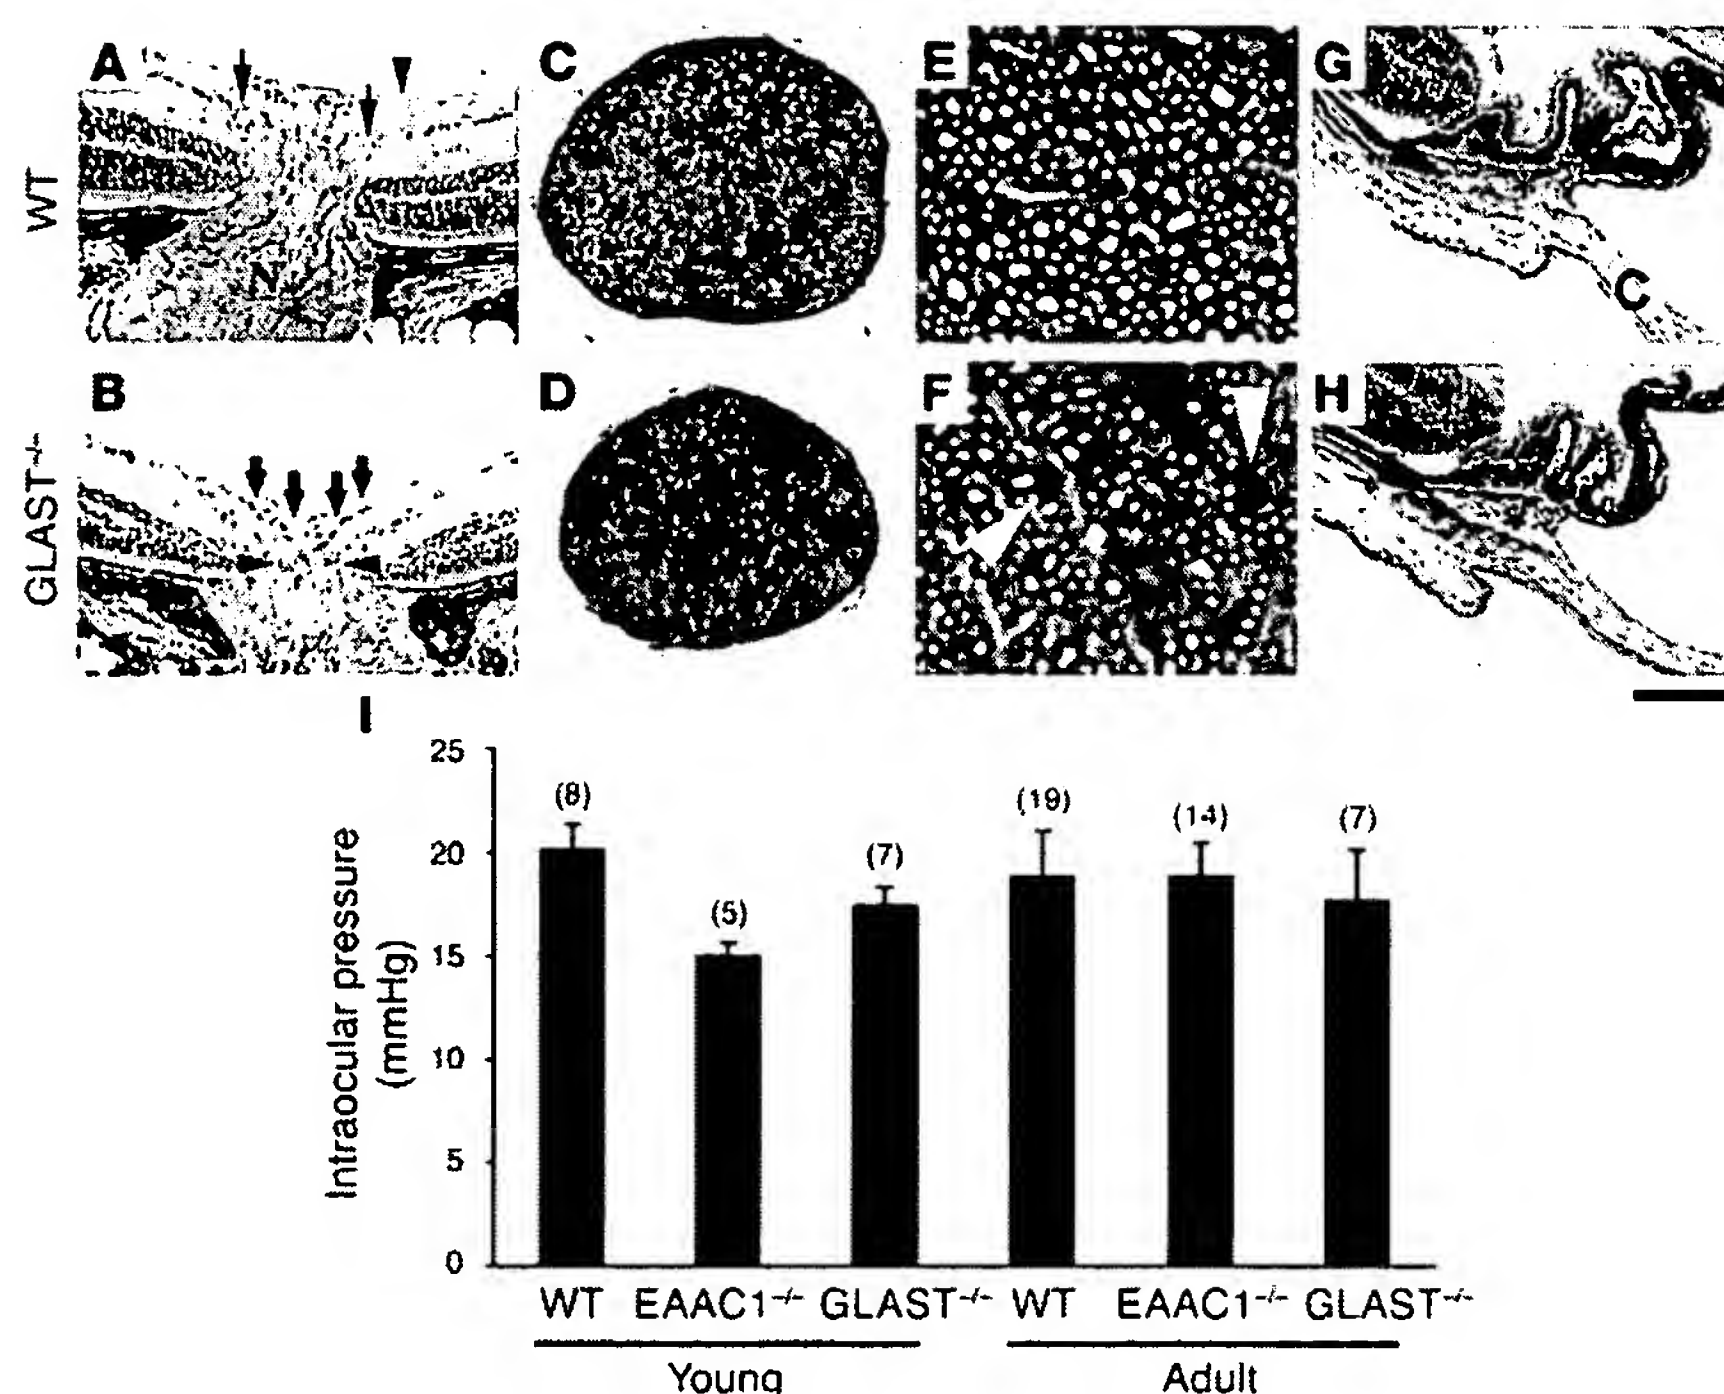 A C E G
WT
N
C
B D F H
GLAST-/-
I
Intraocular pressure
(mmHg)
25
20
15
10
5
0
(8)
(5)
(7)
(19)
(14)
(7)
WT EAAC1-/- GLAST-/- WT EAAC1-/- GLAST-/-
Young Adult